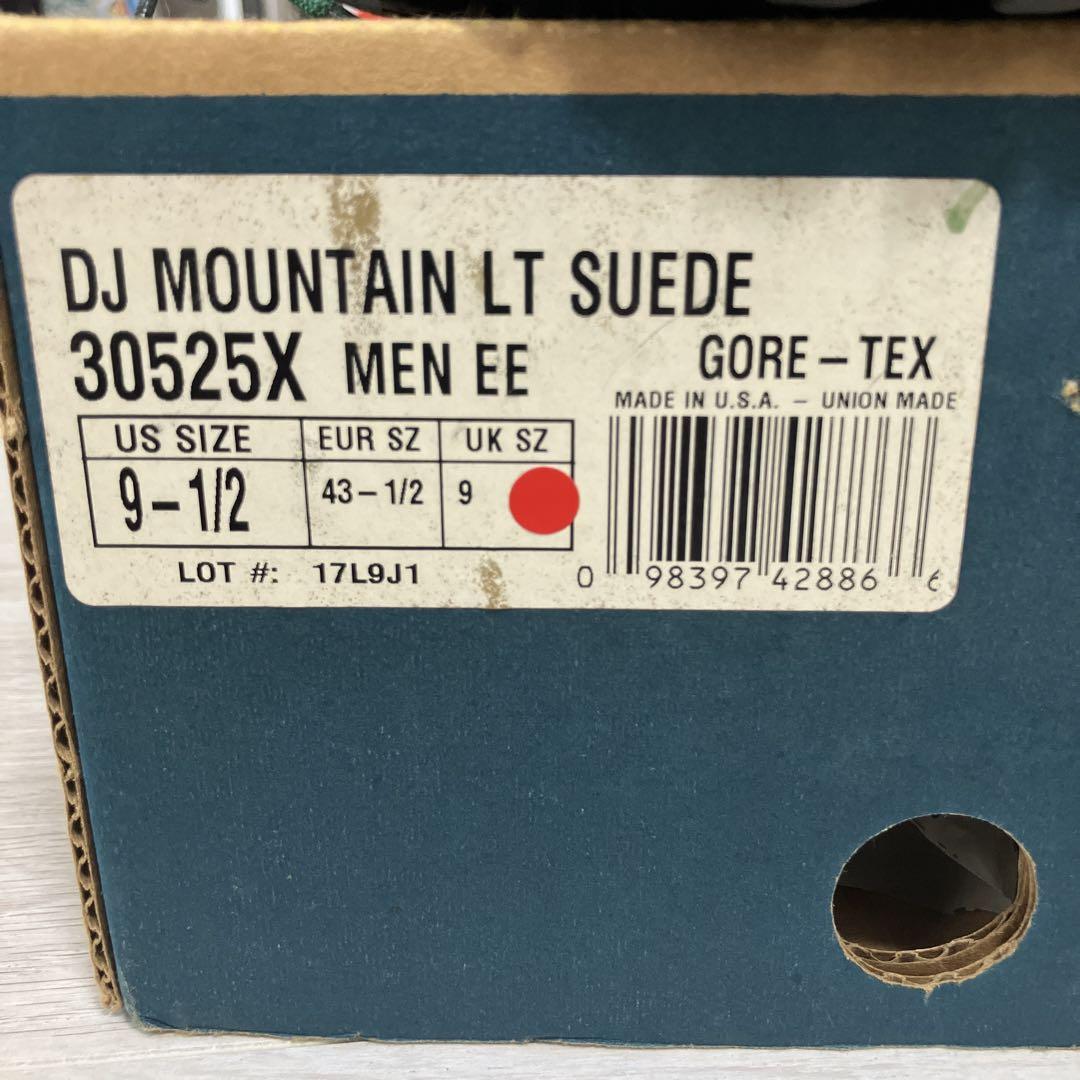 DJ MOUNTAIN LT SUEDE
30525X MEN EE GORE-TEX
MADE IN U.S.A. - UNION MADE
US SIZE EUR SZ UK SZ
9-1/2 43-1/2 9
LOT #: 17L9J1
0 98397 42886 6